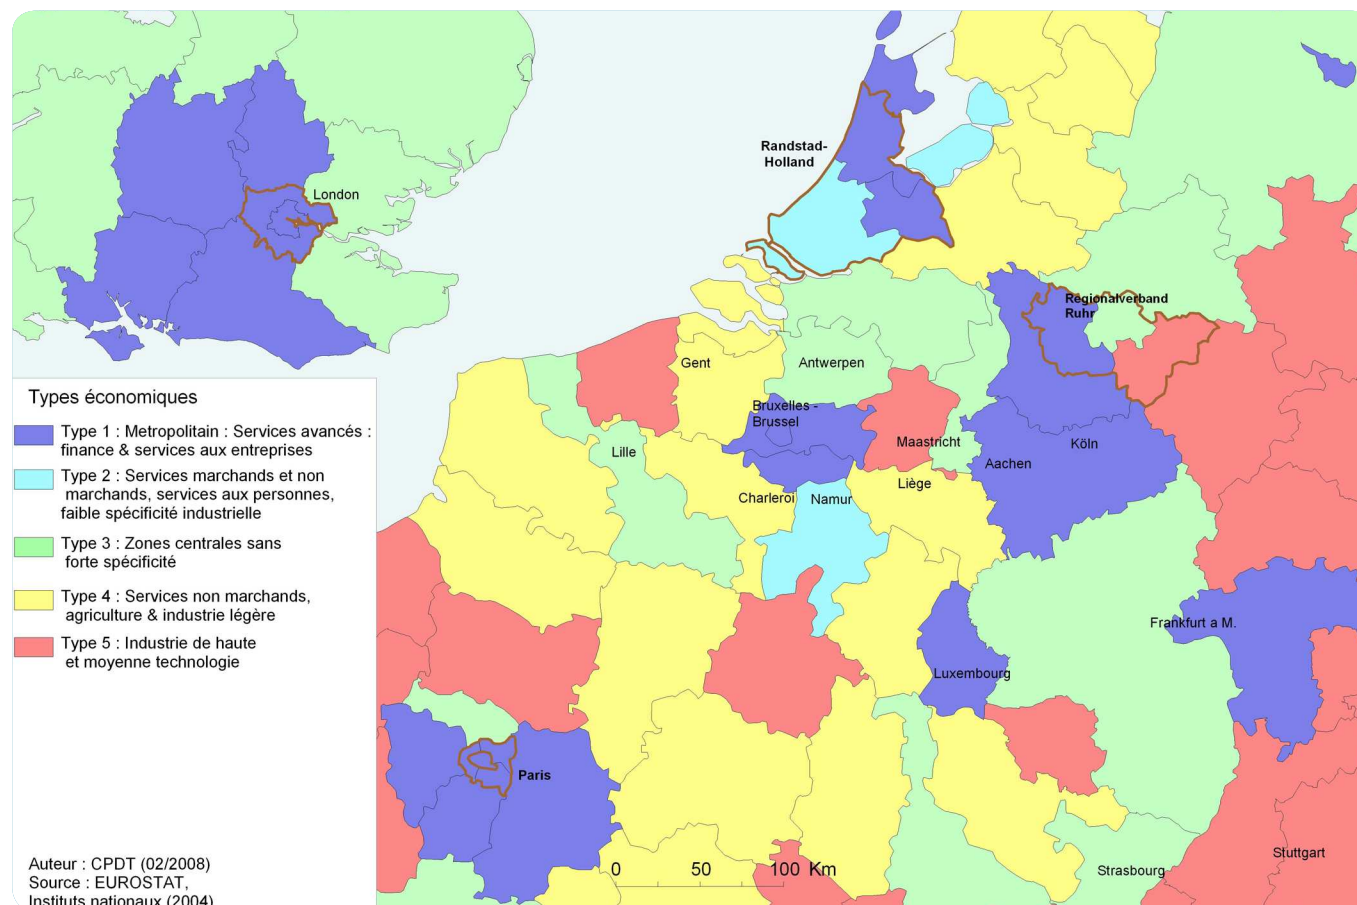 London
Randstad-
Holland
Regionalverband
Ruhr
Gent
Antwerpen
Bruxelles -
Brussel
Maastricht
Köln
Aachen
Lille
Charleroi
Namur
Liège
Frankfurt a M.
Luxembourg
Paris
Strasbourg
Stuttgart
Types économiques
Type 1 : Metropolitain : Services avancés :
finance & services aux entreprises
Type 2 : Services marchands et non
marchands, services aux personnes,
faible spécificité industrielle
Type 3 : Zones centrales sans
forte spécificité
Type 4 : Services non marchands,
agriculture & industrie légère
Type 5 : Industrie de haute
et moyenne technologie
Auteur : CPDT (02/2008)
Source : EUROSTAT,
Instituts nationaux (2004)
0 50 100 Km